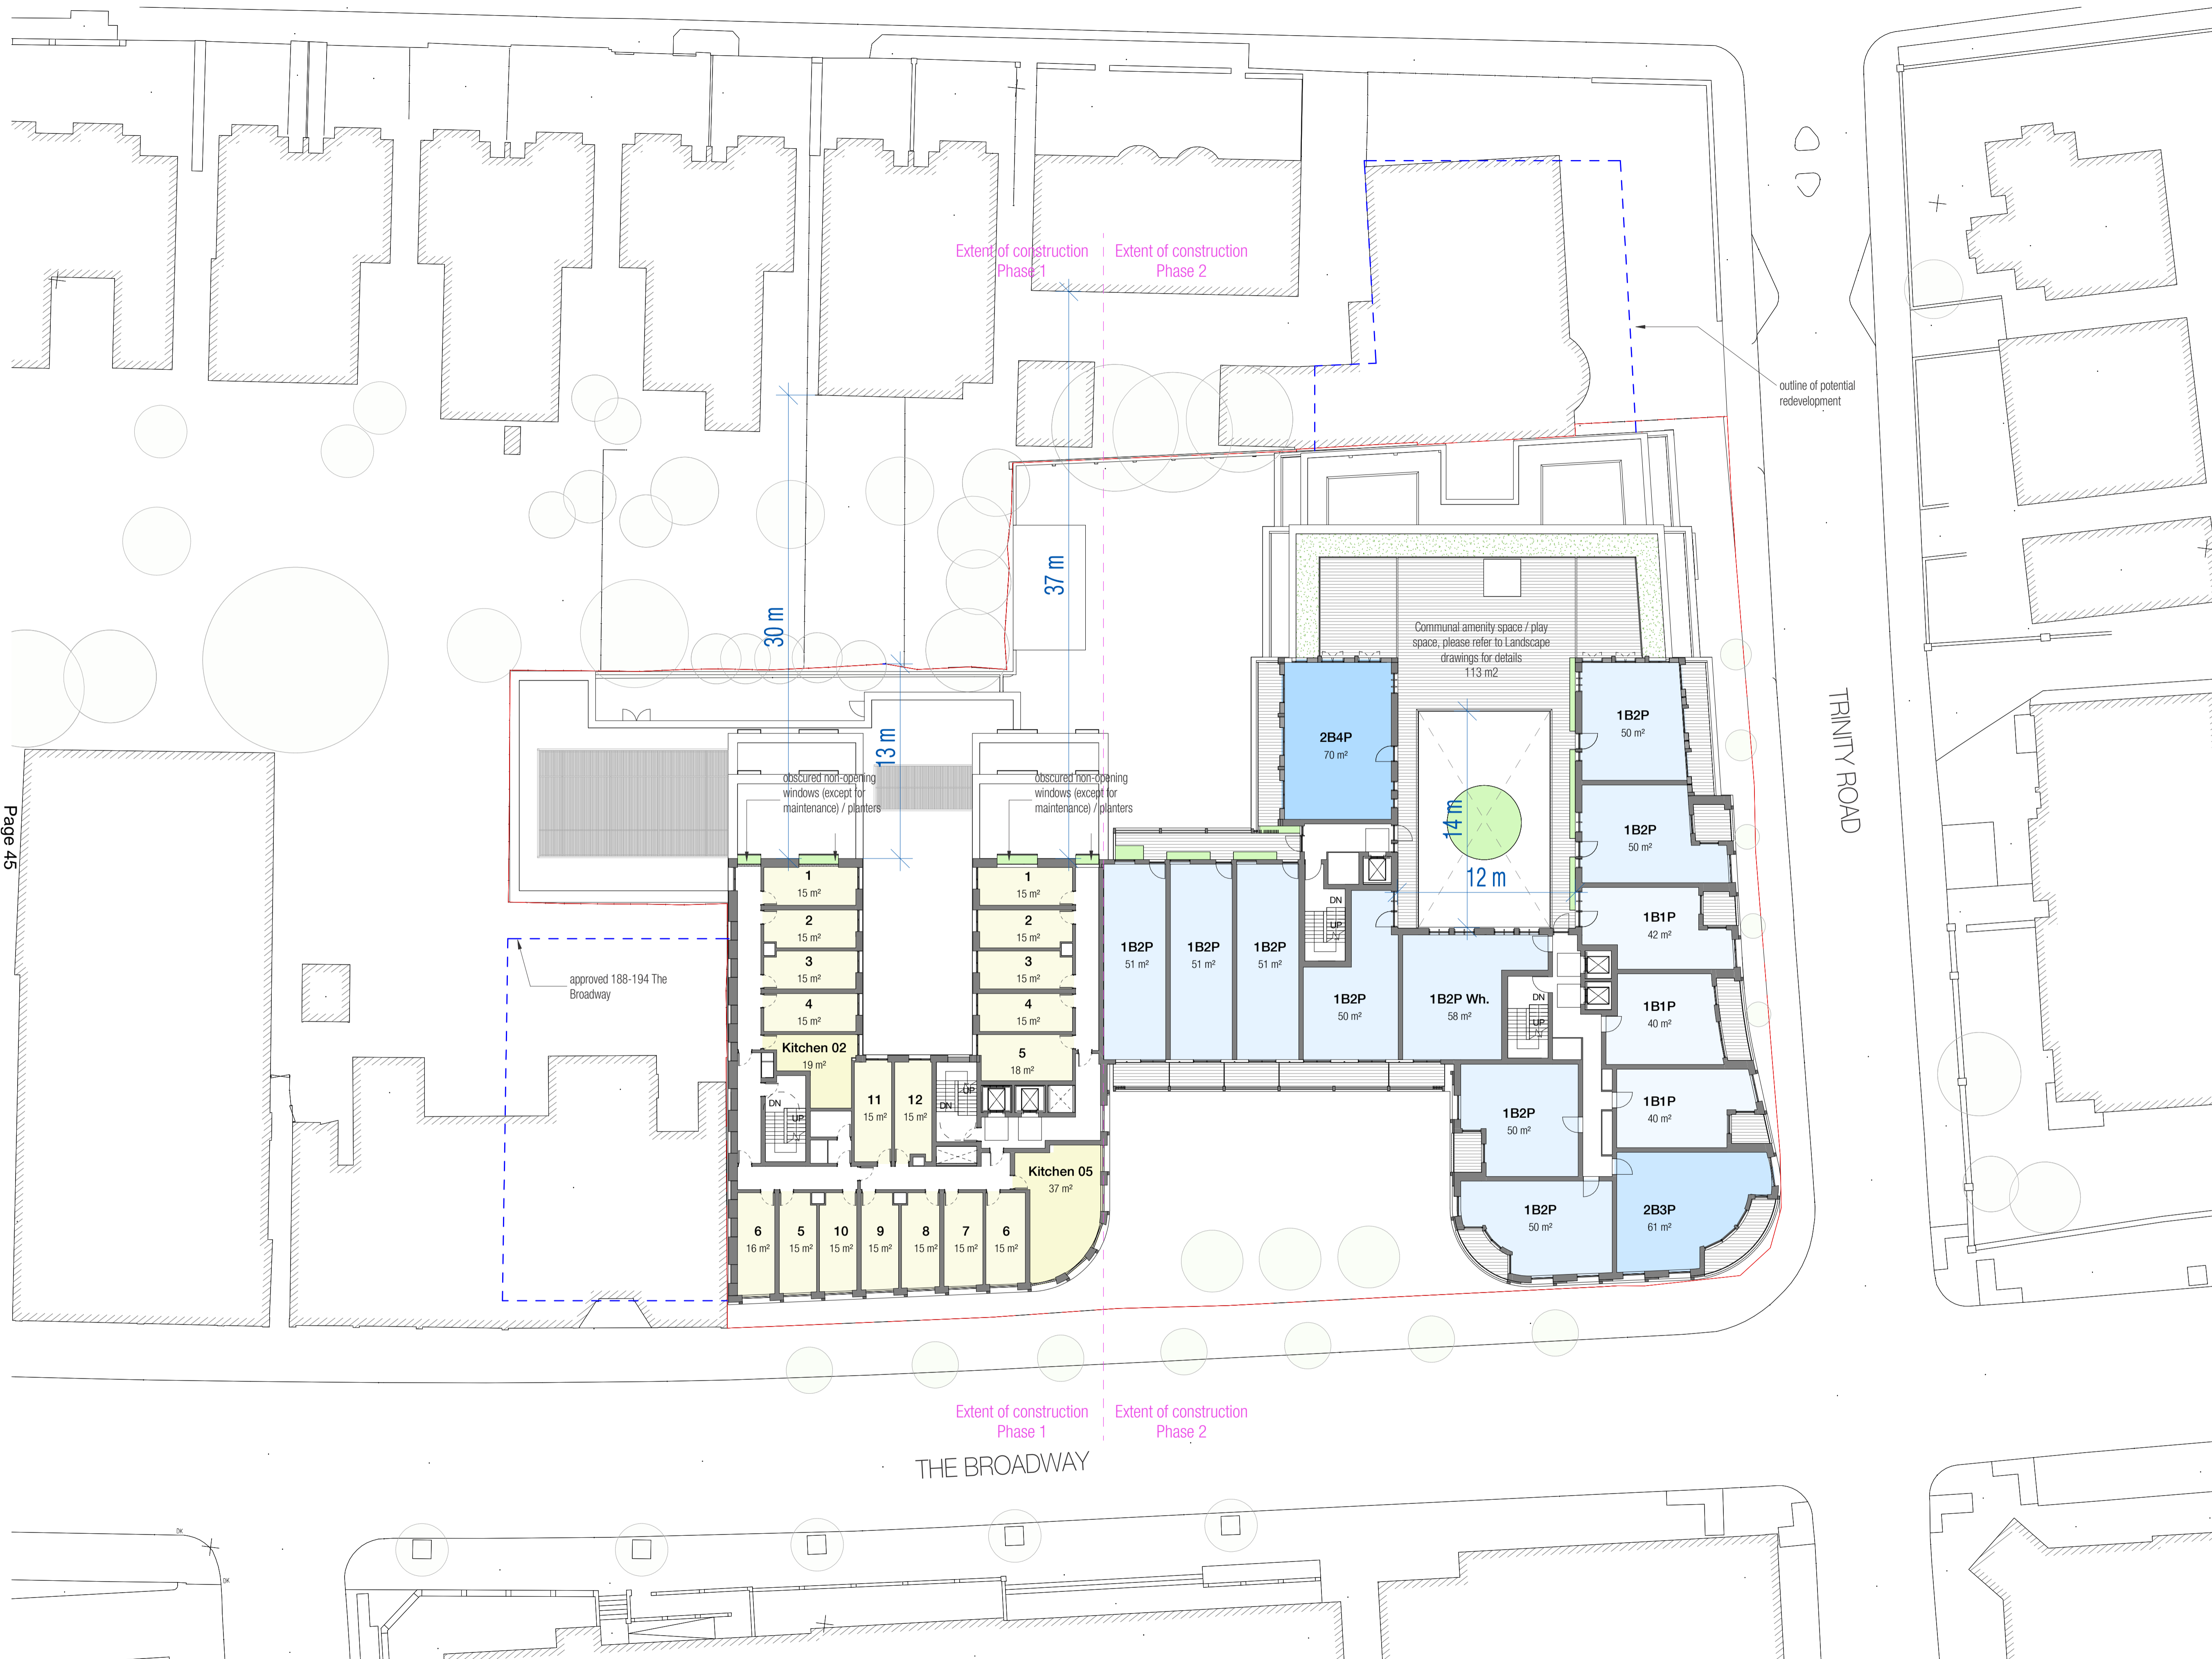 Extent of construction
Phase 1
Extent of construction
Phase 2
outline of potential
redevelopment
30 m
37 m
13 m
obscured non-opening
windows (except for
maintenance) / planters
obscured non-opening
windows (except for
maintenance) / planters
Communal amenity space / play
space, please refer to Landscape
drawings for details
113 m2
2B4P
70 m²
1B2P
50 m²
1B2P
50 m²
14 m
12 m
TRINITY ROAD
Page 45
approved 188-194 The
Broadway
1
15 m²
2
15 m²
3
15 m²
4
15 m²
Kitchen 02
19 m²
DN
UP
11
15 m²
12
15 m²
DN
UP
1
15 m²
2
15 m²
3
15 m²
4
15 m²
5
18 m²
Kitchen 05
37 m²
6
16 m²
5
15 m²
10
15 m²
9
15 m²
8
15 m²
7
15 m²
6
15 m²
1B2P
51 m²
1B2P
51 m²
1B2P
51 m²
DN
UP
1B2P
50 m²
1B2P Wh.
58 m²
DN
UP
1B1P
42 m²
1B1P
40 m²
1B1P
40 m²
1B2P
50 m²
1B2P
50 m²
2B3P
61 m²
Extent of construction
Phase 1
Extent of construction
Phase 2
THE BROADWAY
DK
DK